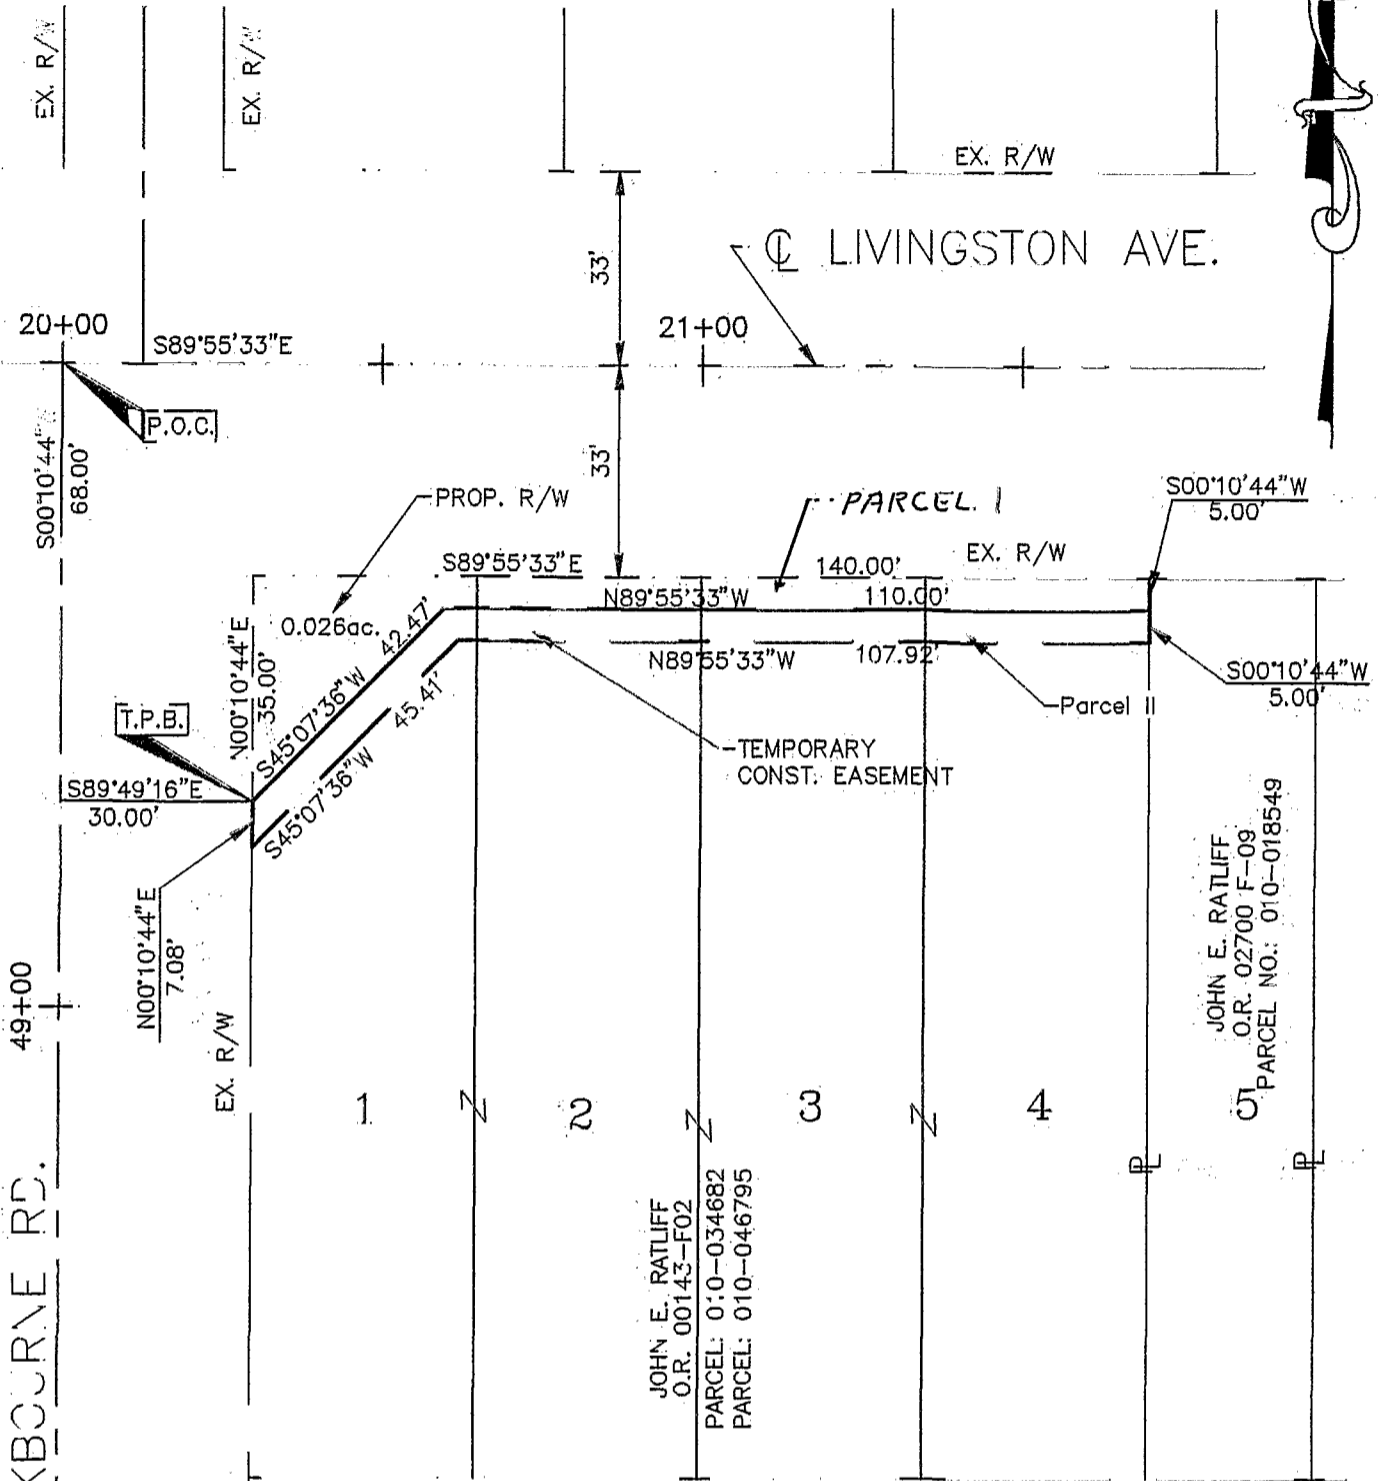 EX. R/W
EX. R/W
EX. R/W
℄ LIVINGSTON AVE.
33'
20+00
S89°55'33"E
21+00
P.O.C.
S00°10'44"W
68.00'
33'
PROP. R/W
PARCEL I
S00°10'44"W
5.00'
S89°55'33"E
140.00'
EX. R/W
N89°55'33"W
110.00'
0.026ac.
N00°10'44"E
35.00'
S45°07'36"W 42.47'
N89°55'33"W
107.92'
S00°10'44"W
5.00'
Parcel II
T.P.B.
S45°07'36"W 45.41'
TEMPORARY
CONST. EASEMENT
S89°49'16"E
30.00'
N00°10'44"E
7.08'
JOHN E. RATLIFF
O.R. 02700 F-09
PARCEL NO.: 010-018549
49+00
EX. R/W
1
2
3
4
5
JOHN E. RATLIFF
O.R. 00143-F02
PARCEL: 010-034682
PARCEL: 010-046795
KBOURNE RD.